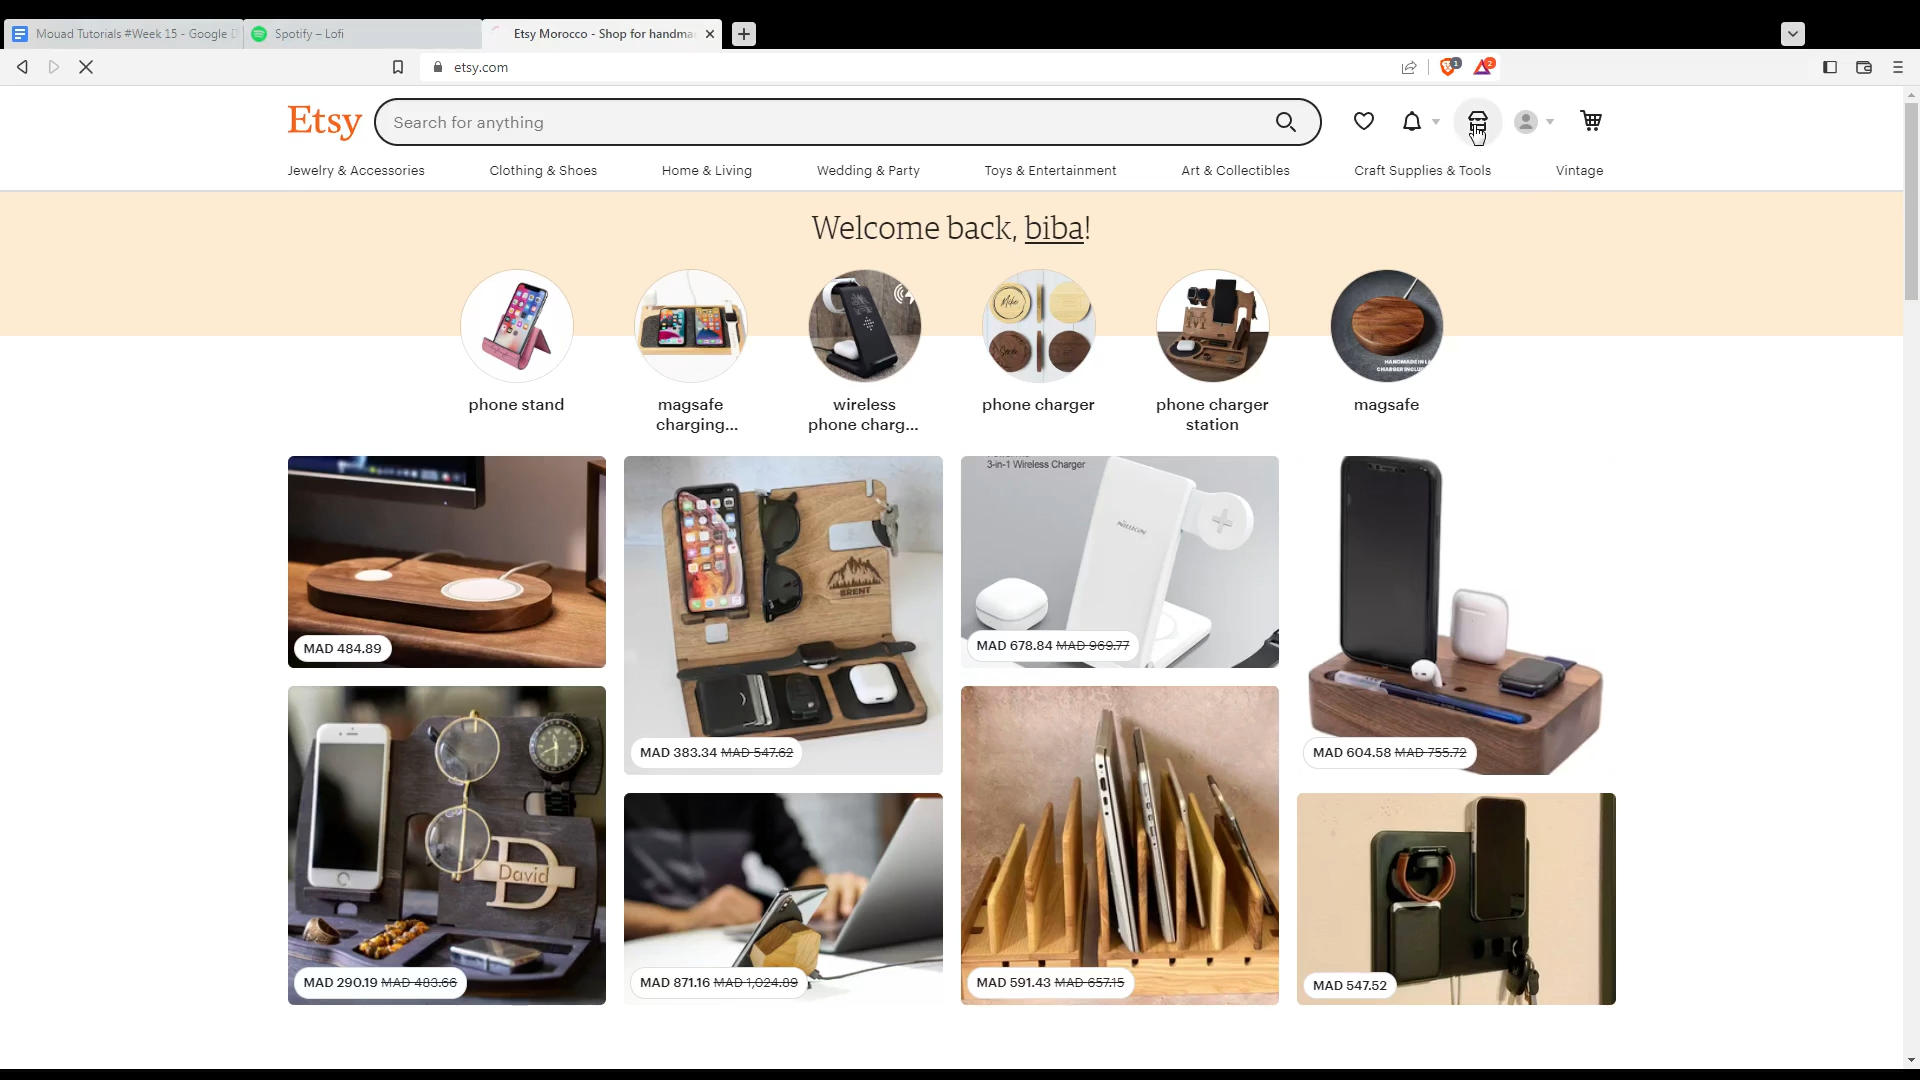 Mouad Tutorials #Week 15 - Google D
Spotify – Lofi
Etsy Morocco - Shop for handma
etsy.com
1
2
Etsy
Search for anything
Jewelry & Accessories
Clothing & Shoes
Home & Living
Wedding & Party
Toys & Entertainment
Art & Collectibles
Craft Supplies & Tools
Vintage
Welcome back, biba!
phone stand
magsafe
charging...
wireless
phone charg...
phone charger
phone charger
station
magsafe
3-in-1 Wireless Charger
NILLKIN
BRENT
David
MAD 484.89
MAD 383.34 MAD 547.62
MAD 678.84 MAD 969.77
MAD 604.58 MAD 755.72
MAD 290.19 MAD 483.66
MAD 871.16 MAD 1,024.89
MAD 591.43 MAD 657.15
MAD 547.52